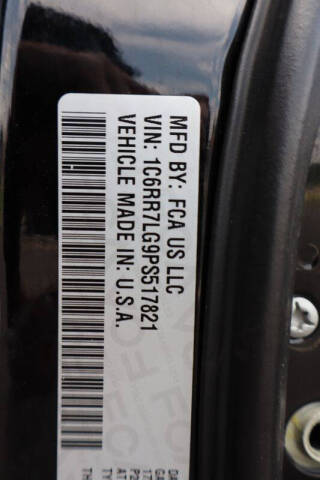 MFD BY: FCA US LLC
VIN: 1C6RR7LG9PS517821
VEHICLE MADE IN: U.S.A.